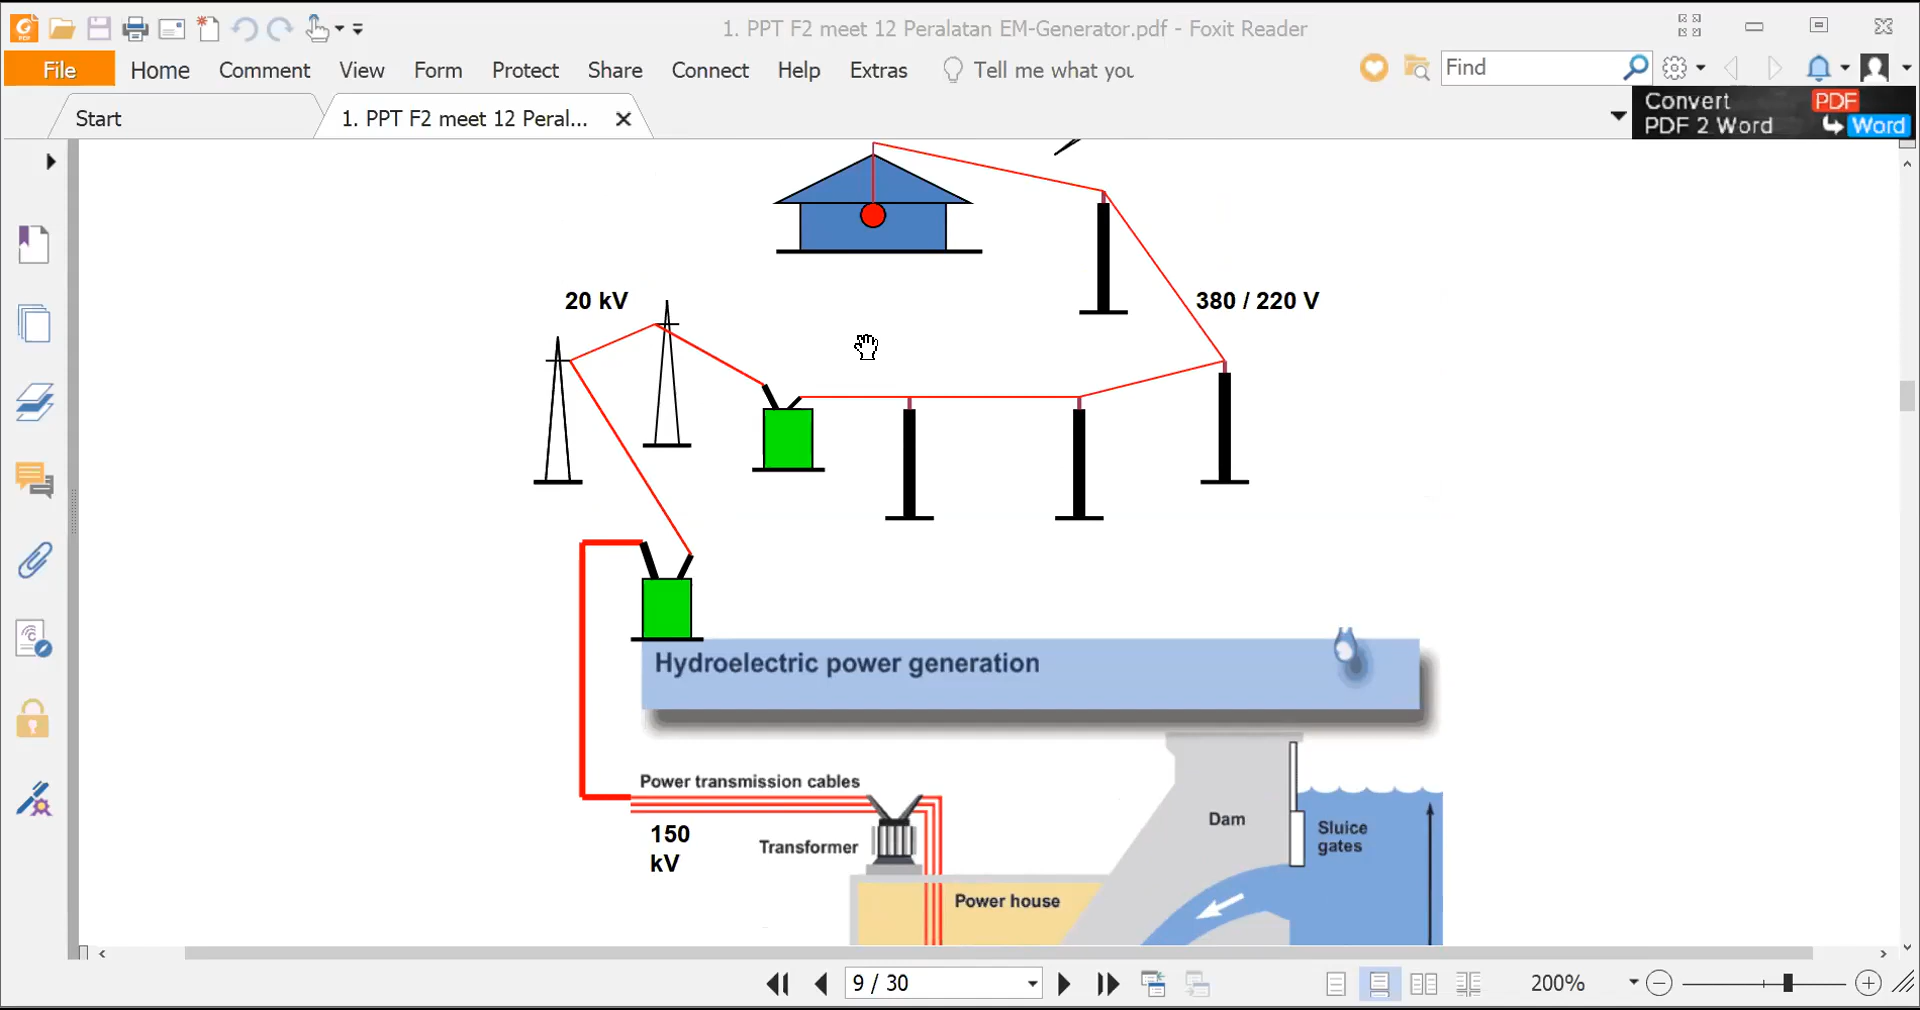 1. PPT F2 meet 12 Peralatan EM-Generator.pdf - Foxit Reader
File Home Comment View Form Protect Share Connect Help Extras Tell me what you
Find
Start
1. PPT F2 meet 12 Peral...
Convert PDF
PDF 2 Word Word
20 kV
380 / 220 V
Hydroelectric power generation
Power transmission cables
150
kV
Transformer
Dam
Sluice
gates
Power house
9 / 30
200%